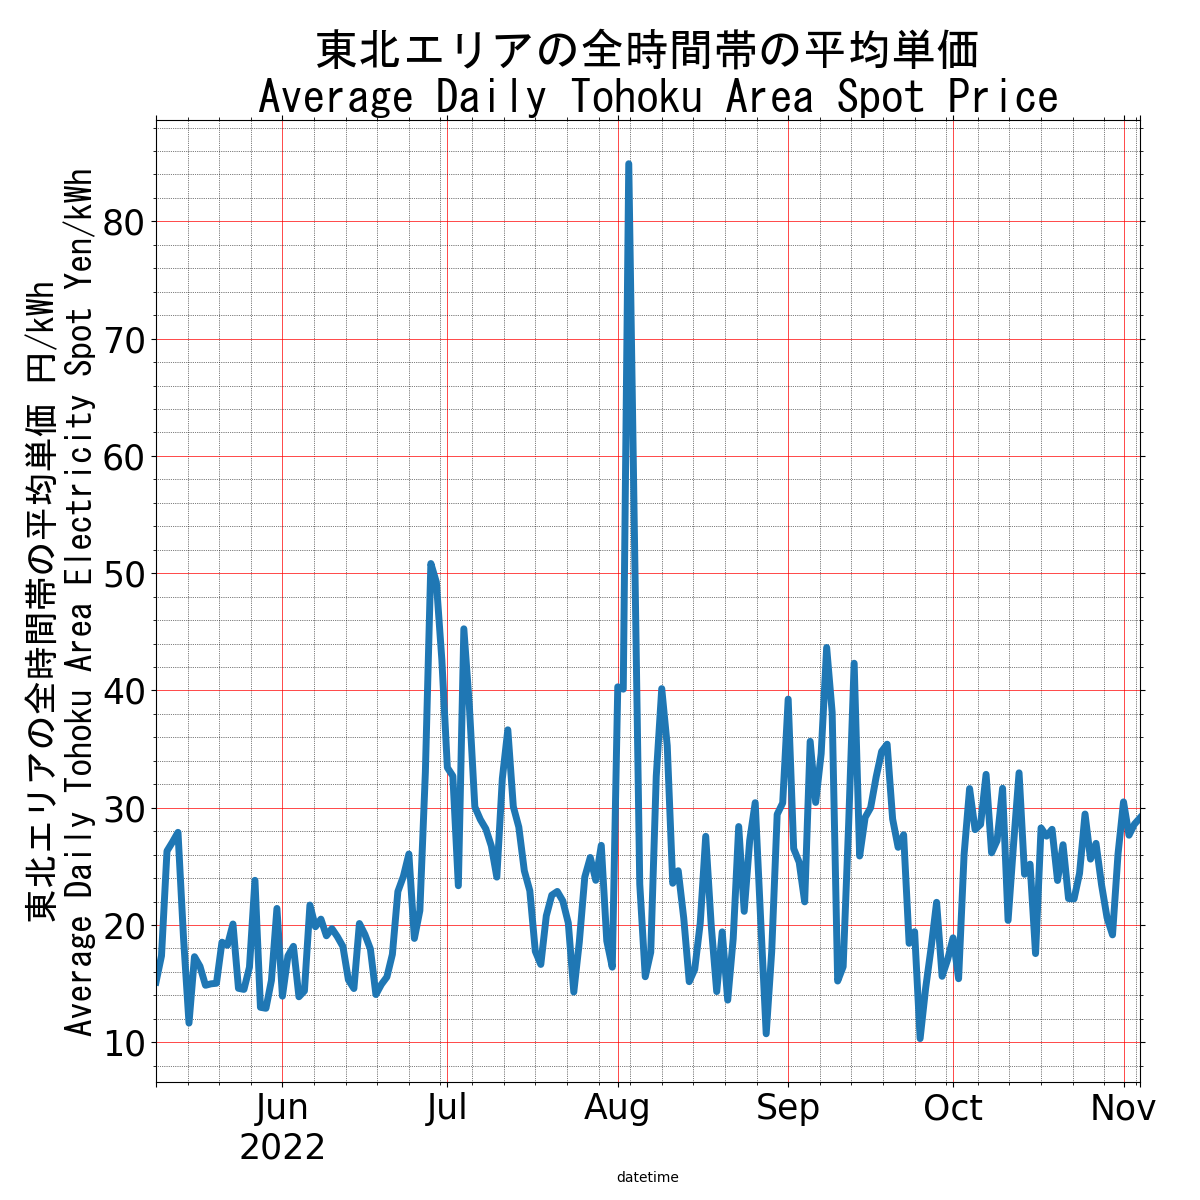 東北エリアの全時間帯の平均単価
Average Daily Tohoku Area Spot Price
東北エリアの全時間帯の平均単価 円/kWh
Average Daily Tohoku Area Electricity Spot Yen/kWh
80
70
60
50
40
30
20
10
Jun
2022
Jul
Aug
Sep
Oct
Nov
datetime